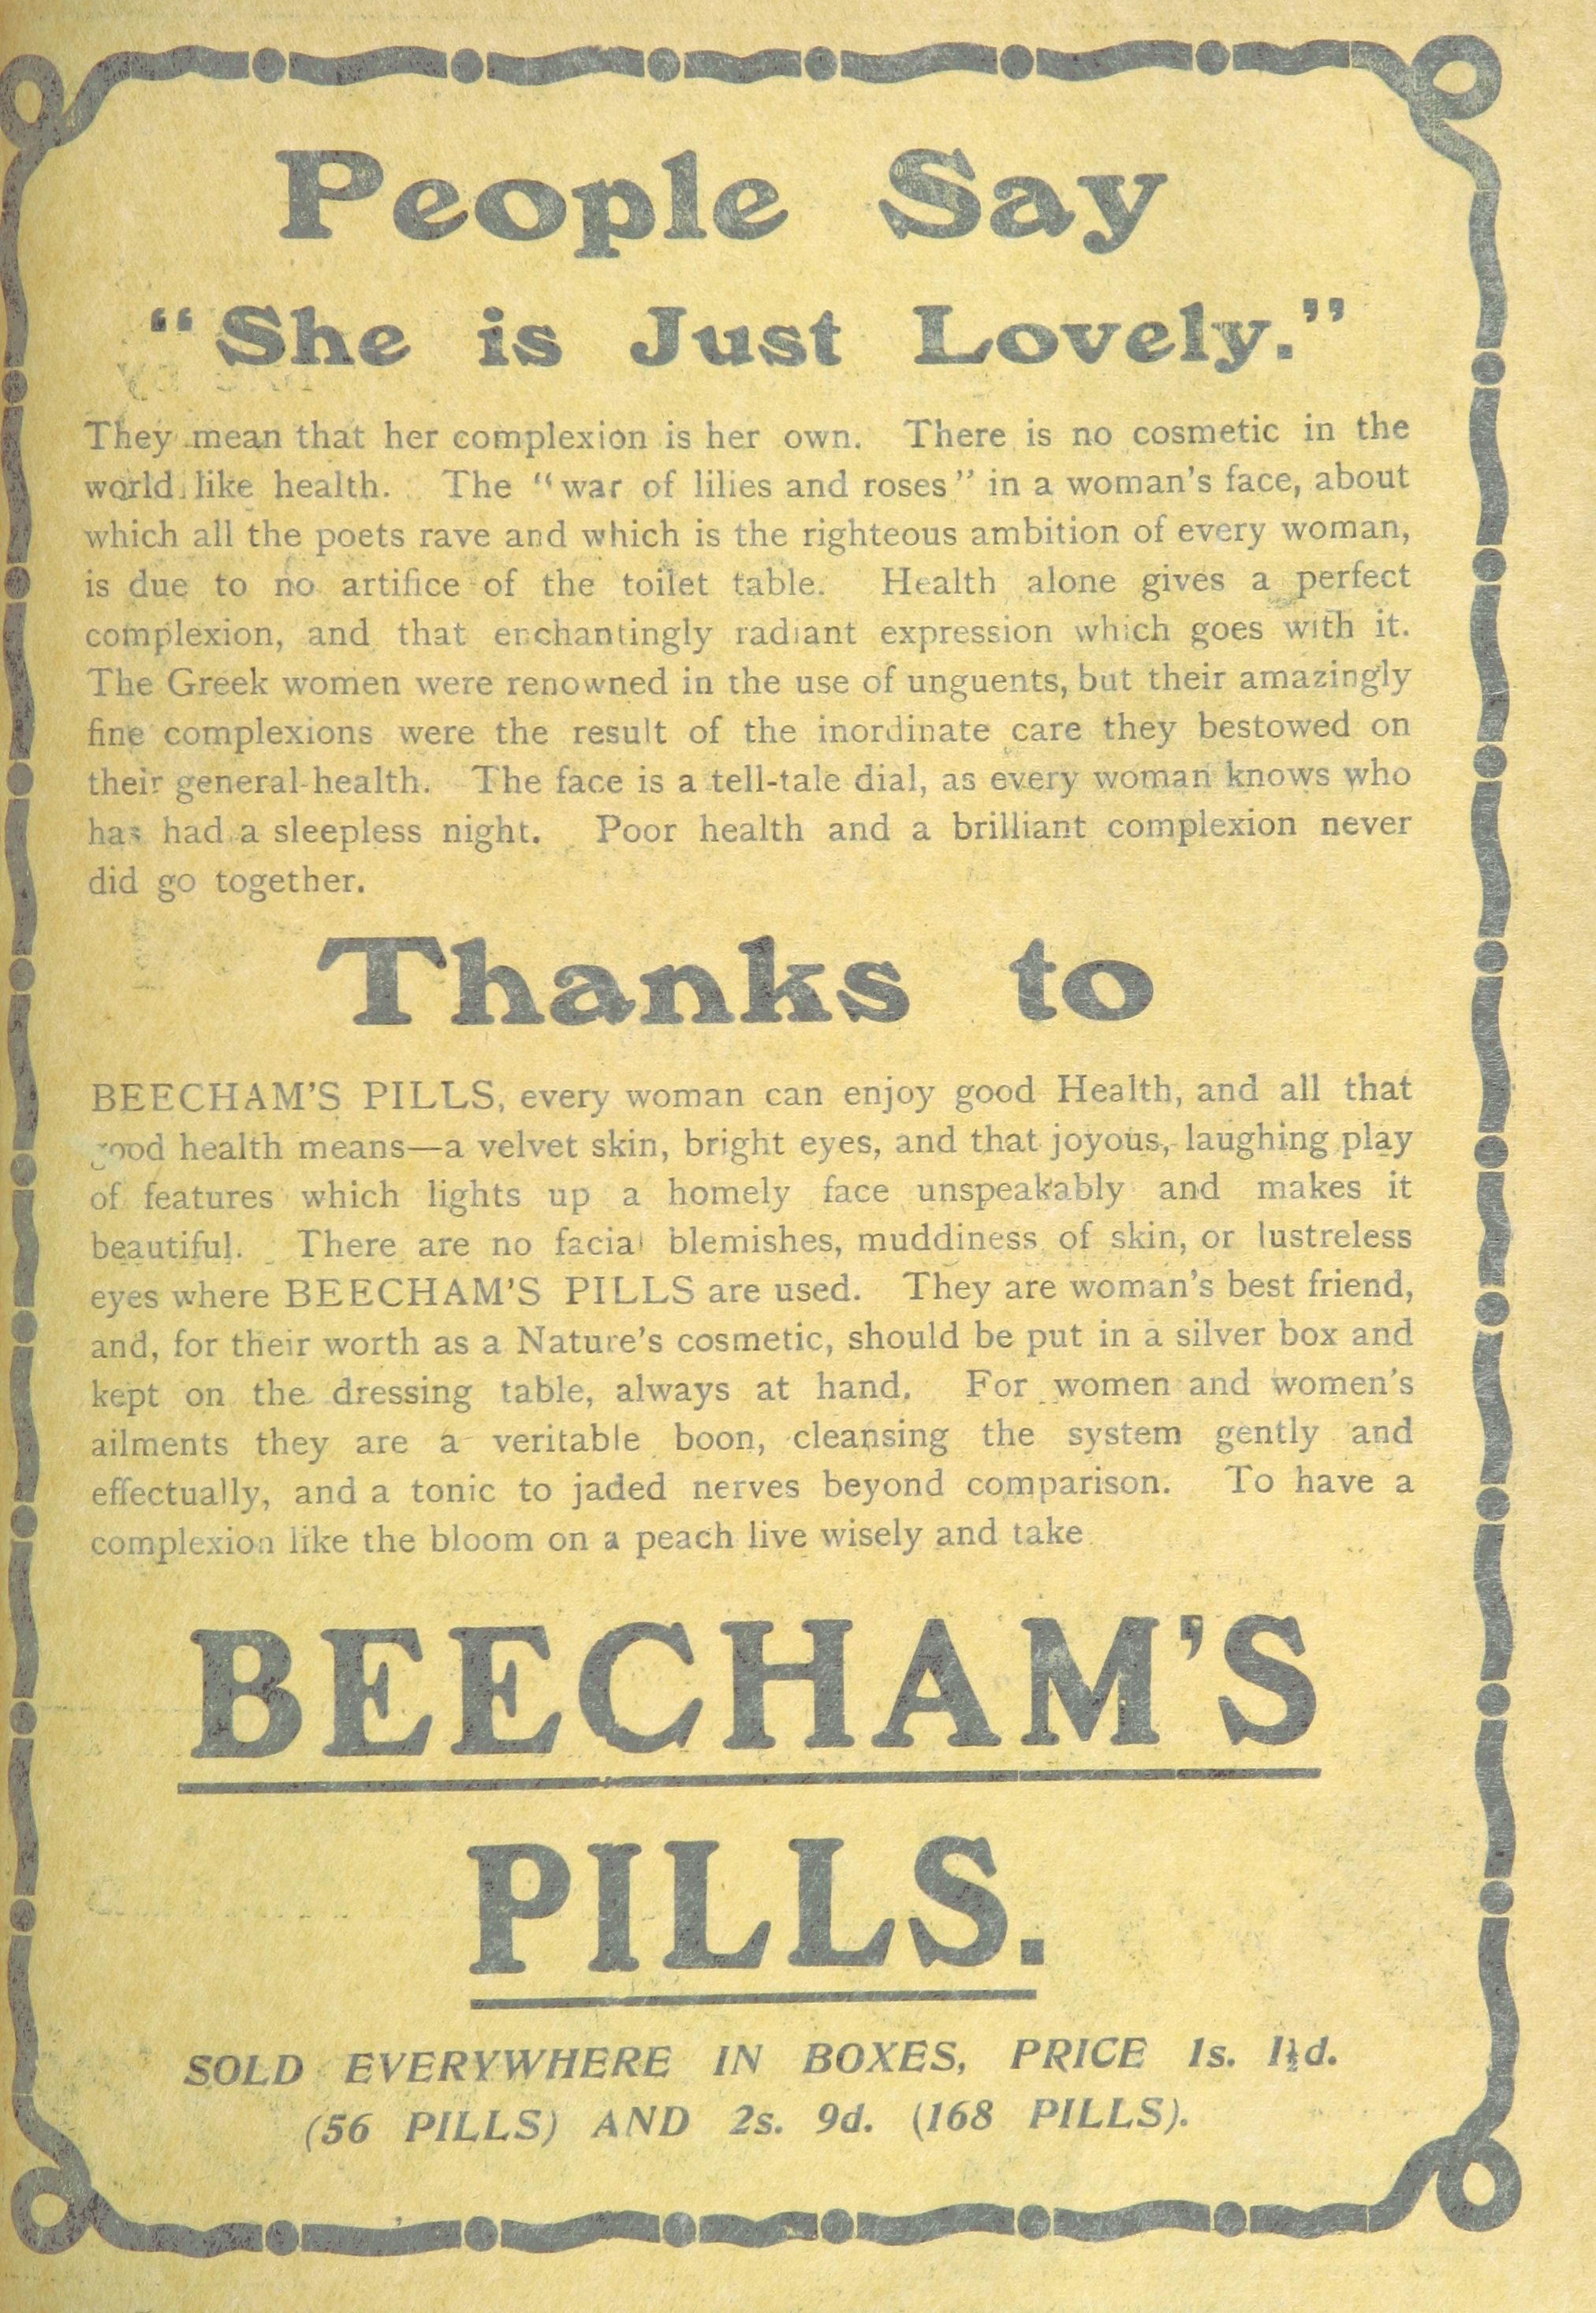 People Say
“She is Just Lovely.”
They mean that her complexion is her own. There is no cosmetic in the
world like health. The “war of lilies and roses” in a woman's face, about
which all the poets rave and which is the righteous ambition of every woman,
is due to no artifice of the toilet table. Health alone gives a perfect
complexion, and that enchantingly radiant expression which goes with it.
The Greek women were renowned in the use of unguents, but their amazingly
fine complexions were the result of the inordinate care they bestowed on
their general health. The face is a tell-tale dial, as every woman knows who
has had a sleepless night. Poor health and a brilliant complexion never
did go together.
Thanks to
BEECHAM'S PILLS, every woman can enjoy good Health, and all that
good health means—a velvet skin, bright eyes, and that joyous, laughing play
of features which lights up a homely face unspeakably and makes it
beautiful. There are no facial blemishes, muddiness of skin, or lustreless
eyes where BEECHAM'S PILLS are used. They are woman's best friend,
and, for their worth as a Nature's cosmetic, should be put in a silver box and
kept on the dressing table, always at hand. For women and women's
ailments they are a veritable boon, cleansing the system gently and
effectually, and a tonic to jaded nerves beyond comparison. To have a
complexion like the bloom on a peach live wisely and take
BEECHAM'S
PILLS.
SOLD EVERYWHERE IN BOXES, PRICE 1s. 1½d.
(56 PILLS) AND 2s. 9d. (168 PILLS).